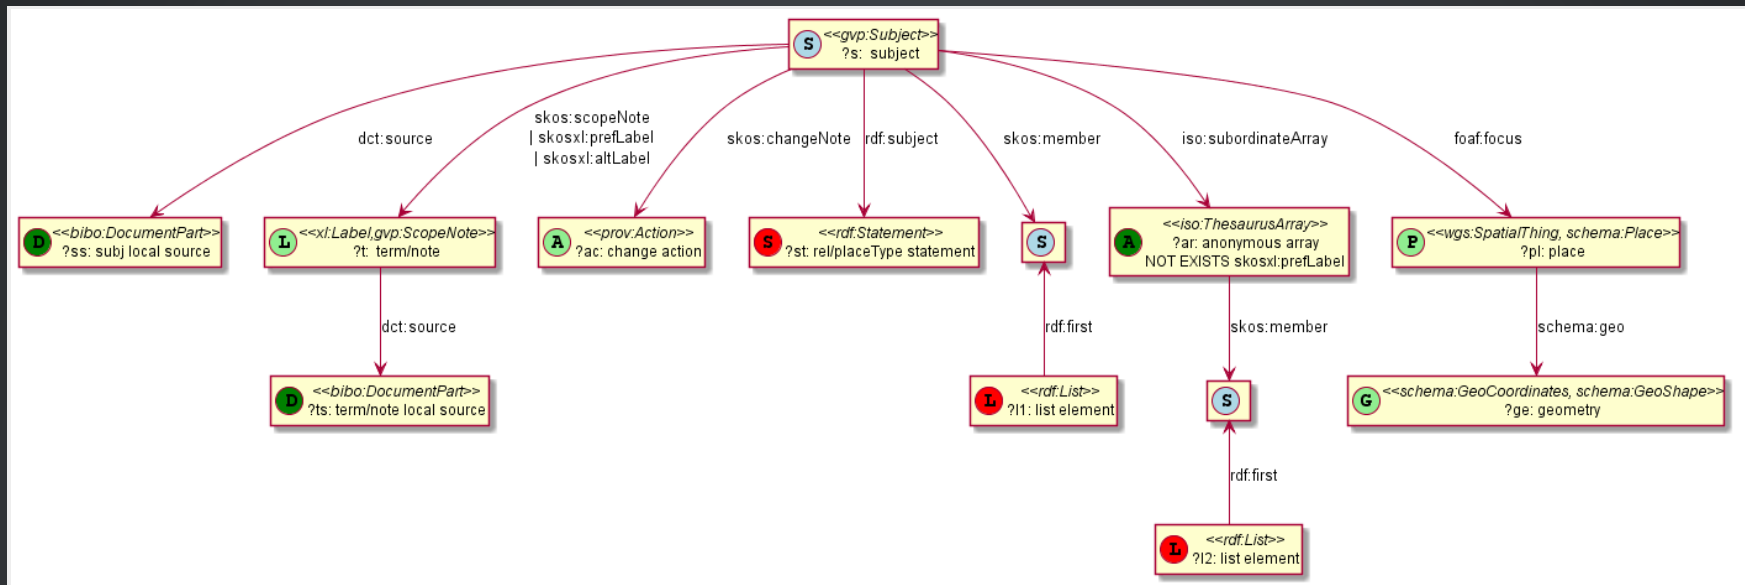 S <<gvp:Subject>>
?s:  subject
dct:source
skos:scopeNote
| skosxl:prefLabel
| skosxl:altLabel
skos:changeNote
rdf:subject
skos:member
iso:subordinateArray
foaf:focus
D <<bibo:DocumentPart>>
?ss: subj local source
L <<xl:Label,gvp:ScopeNote>>
?t:  term/note
A <<prov:Action>>
?ac: change action
S <<rdf:Statement>>
?st: rel/placeType statement
S
A <<iso:ThesaurusArray>>
?ar: anonymous array
NOT EXISTS skosxl:prefLabel
P <<wgs:SpatialThing, schema:Place>>
?pl: place
dct:source
rdf:first
skos:member
schema:geo
D <<bibo:DocumentPart>>
?ts: term/note local source
L <<rdf:List>>
?l1: list element
S
G <<schema:GeoCoordinates, schema:GeoShape>>
?ge: geometry
rdf:first
L <<rdf:List>>
?l2: list element